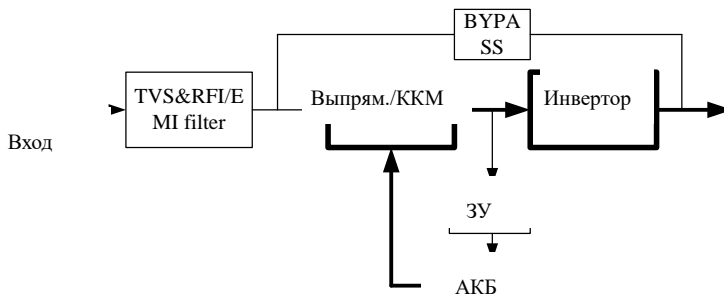 BYPA
SS
TVS&RFI/E
MI filter
Выпрям./ККМ
Инвертор
Вход
ЗУ
АКБ